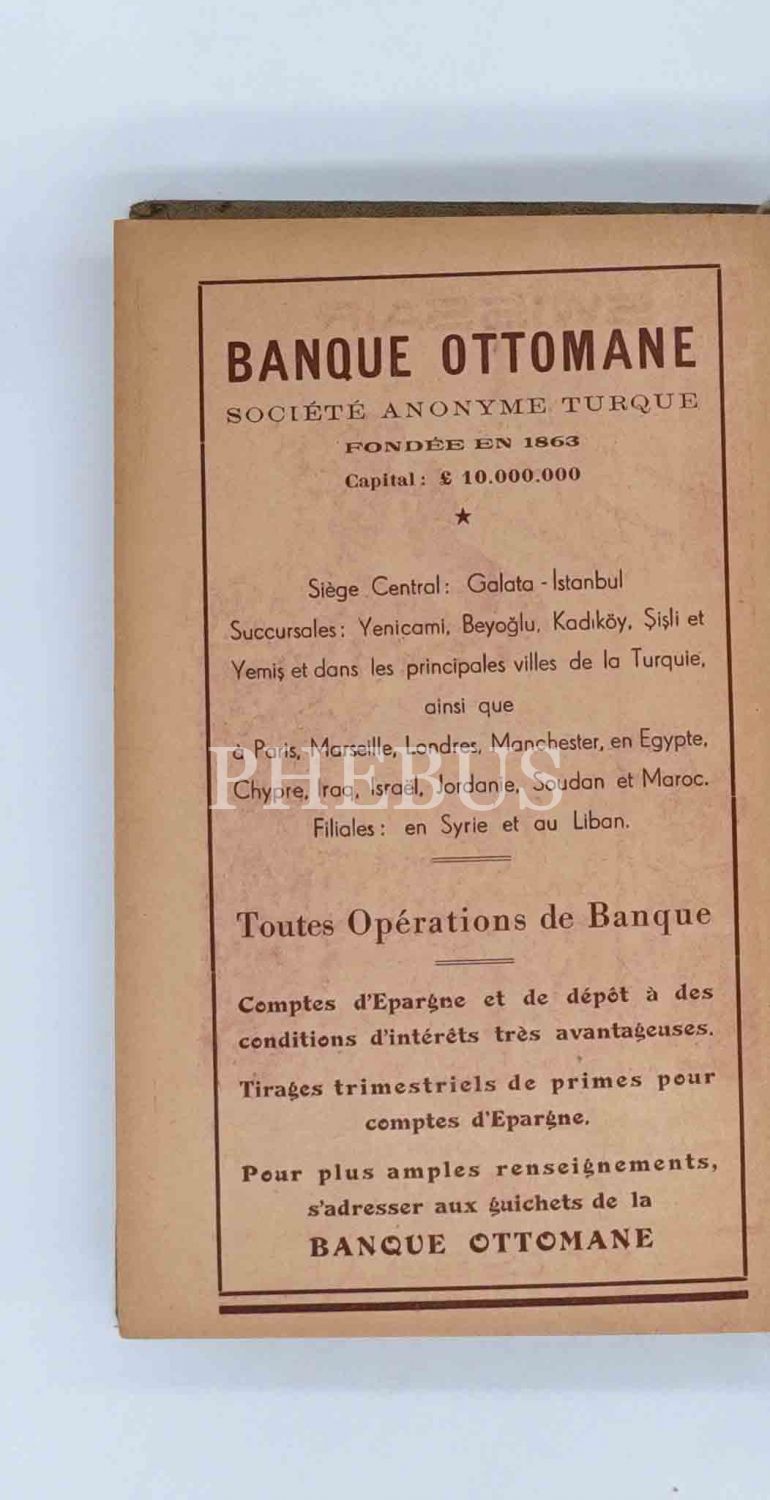 BANQUE OTTOMANE
SOCIÉTÉ ANONYME TURQUE
FONDÉE EN 1863
Capital: £ 10.000.000
★
Siège Central: Galata - İstanbul
Succursales: Yenicami, Beyoğlu, Kadıköy, Şişli et
Yemiş et dans les principales villes de la Turquie,
ainsi que
à Paris, Marseille, Londres, Manchester, en Egypte,
PHEBUS
Chypre, Iraq, Israël, Jordanie, Soudan et Maroc.
Filiales: en Syrie et au Liban.
Toutes Opérations de Banque
Comptes d'Epargne et de dépôt à des
conditions d'intérêts très avantageuses.
Tirages trimestriels de primes pour
comptes d'Epargne.
Pour plus amples renseignements,
s'adresser aux guichets de la
BANQUE OTTOMANE